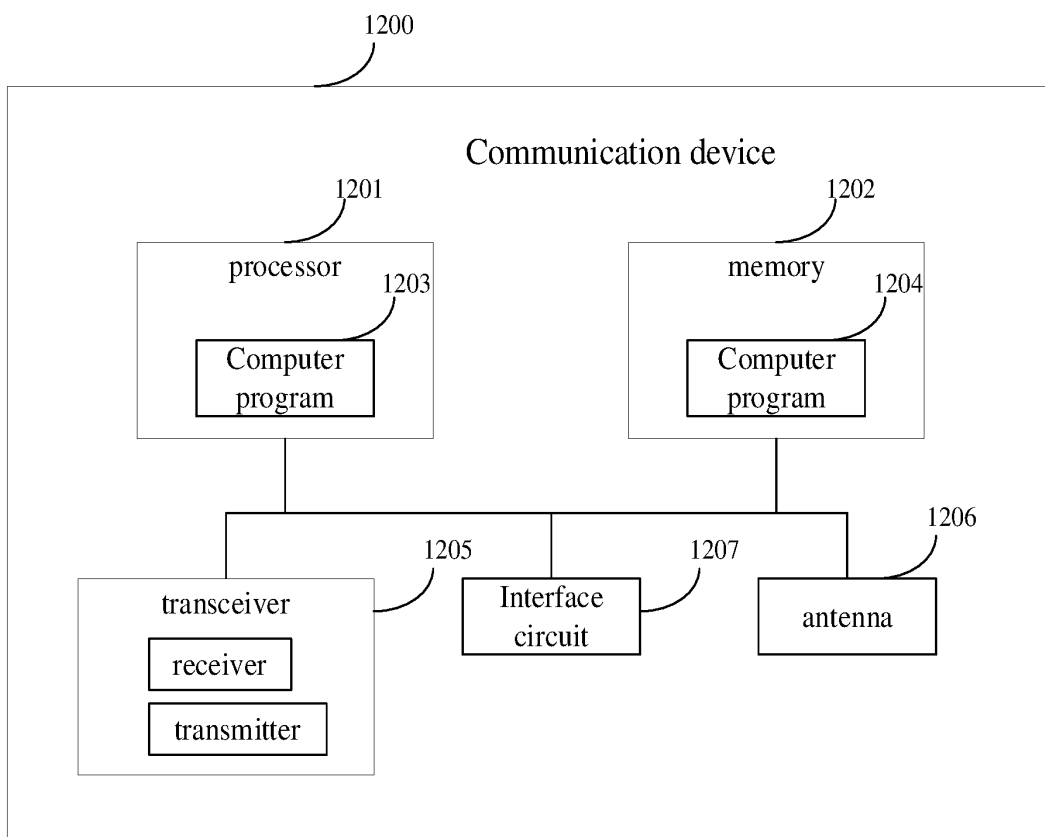 1200
Communication device
1201
1202
processor
memory
1203
1204
Computer
program
Computer
program
1205
1207
1206
transceiver
Interface
circuit
antenna
receiver
transmitter